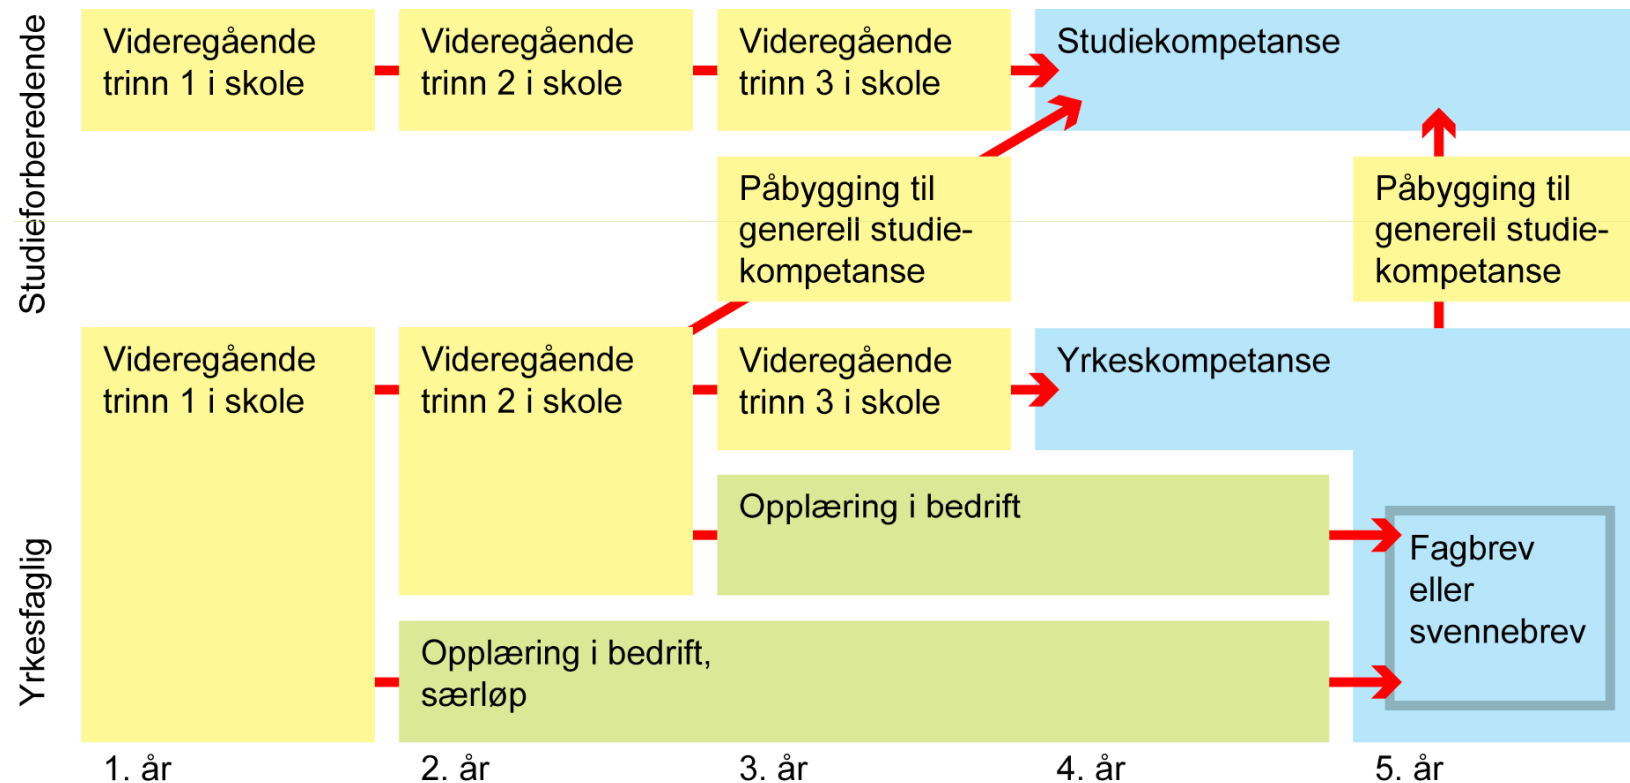 Studieforberedende
Videregående
trinn 1 i skole
Videregående
trinn 2 i skole
Videregående
trinn 3 i skole
Studiekompetanse
Påbygging til
generell studie-
kompetanse
Påbygging til
generell studie-
kompetanse
Yrkesfaglig
Videregående
trinn 1 i skole
Videregående
trinn 2 i skole
Videregående
trinn 3 i skole
Yrkeskompetanse
Opplæring i bedrift
Fagbrev
eller
svennebrev
Opplæring i bedrift,
særløp
1. år
2. år
3. år
4. år
5. år